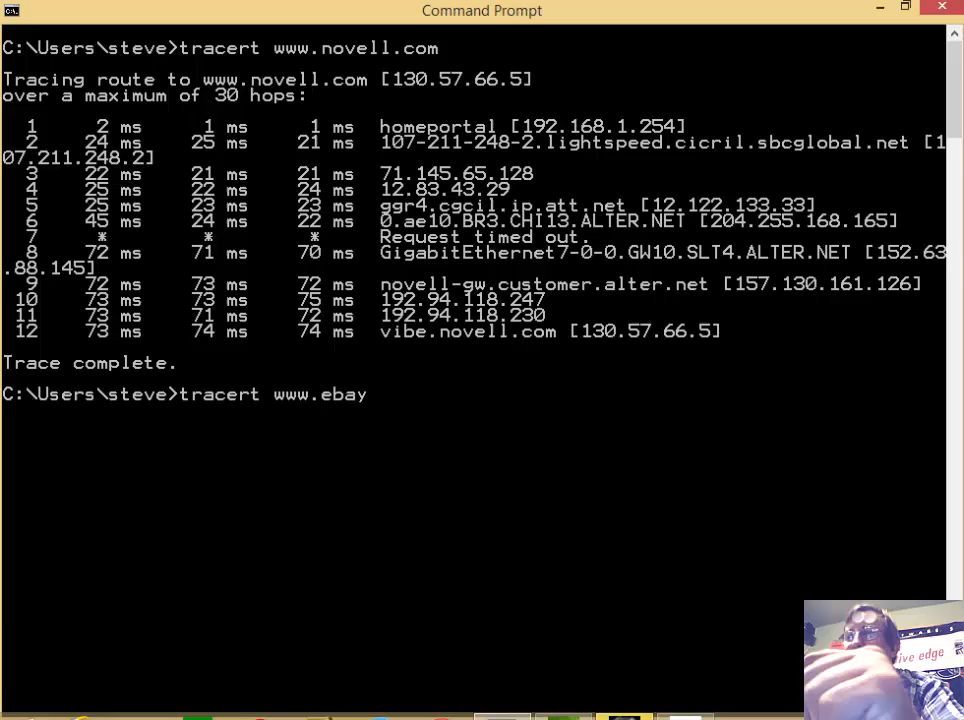 Command Prompt
C:\Users\steve>tracert www.novell.com
Tracing route to www.novell.com [130.57.66.5]
over a maximum of 30 hops:
1 2 ms 1 ms 1 ms homeportal [192.168.1.254]
2 24 ms 25 ms 21 ms 107-211-248-2.lightspeed.cicril.sbcglobal.net [1
07.211.248.2]
3 22 ms 21 ms 21 ms 71.145.65.128
4 25 ms 22 ms 24 ms 12.83.43.29
5 25 ms 23 ms 23 ms ggr4.cgcil.ip.att.net [12.122.133.33]
6 45 ms 24 ms 22 ms 0.ae10.BR3.CHI13.ALTER.NET [204.255.168.165]
7 * * * Request timed out.
8 72 ms 71 ms 70 ms GigabitEthernet7-0-0.GW10.SLT4.ALTER.NET [152.63
.88.145]
9 72 ms 73 ms 72 ms novell-gw.customer.alter.net [157.130.161.126]
10 73 ms 73 ms 75 ms 192.94.118.247
11 73 ms 71 ms 72 ms 192.94.118.230
12 73 ms 74 ms 74 ms vibe.novell.com [130.57.66.5]
Trace complete.
C:\Users\steve>tracert www.ebay
edge